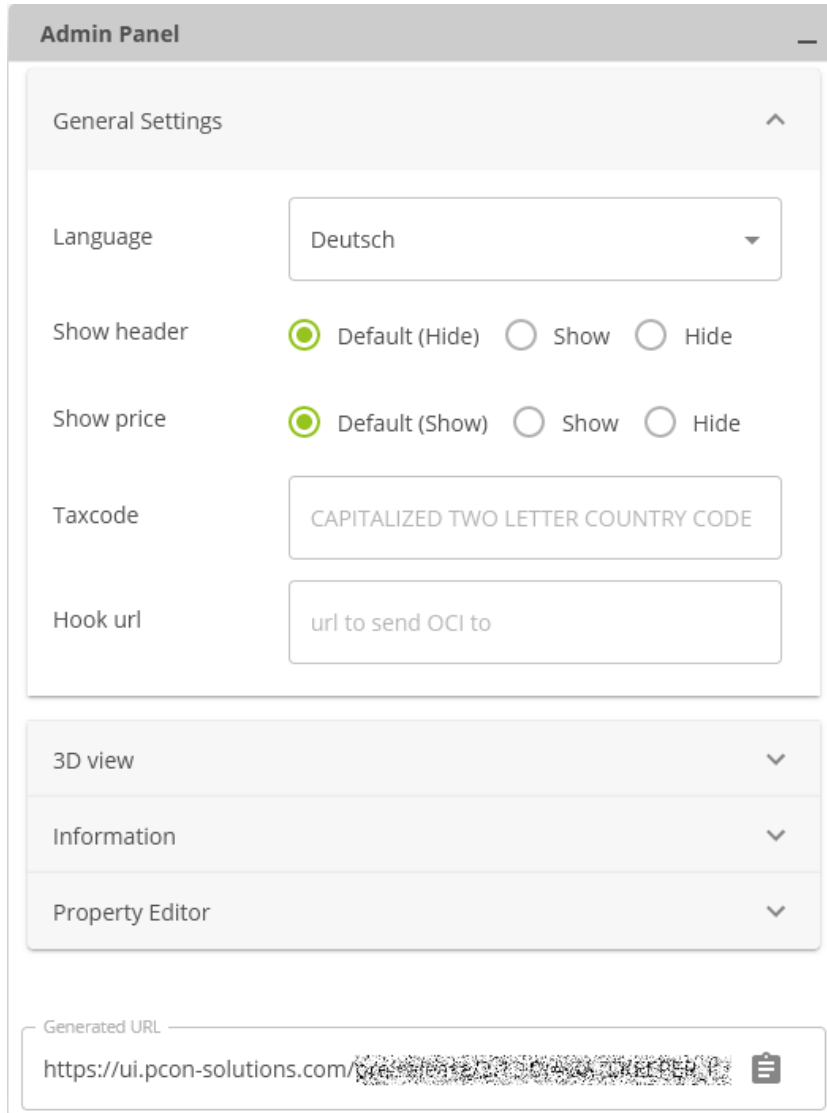 Admin Panel
General Settings
Language Deutsch
Show header Default (Hide) Show Hide
Show price Default (Show) Show Hide
Taxcode CAPITALIZED TWO LETTER COUNTRY CODE
Hook url url to send OCI to
3D view
Information
Property Editor
Generated URL
https://ui.pcon-solutions.com/